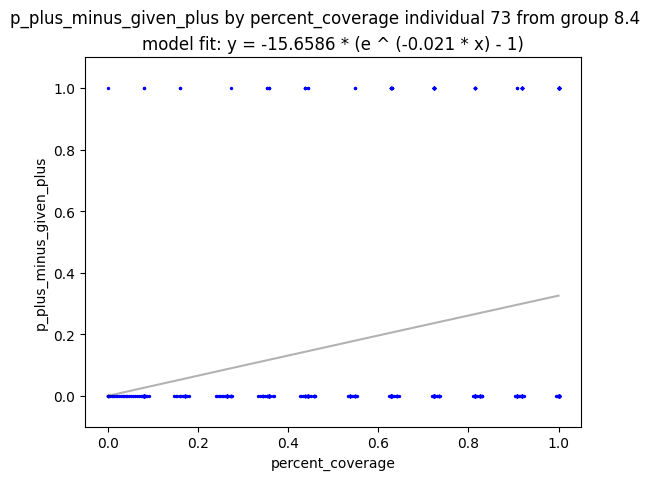 p_plus_minus_given_plus by percent_coverage individual 73 from group 8.4
model fit: y = -15.6586 * (e ^ (-0.021 * x) - 1)
1.0
0.8
0.6
0.4
0.2
0.0
p_plus_minus_given_plus
0.0 0.2 0.4 0.6 0.8 1.0
percent_coverage